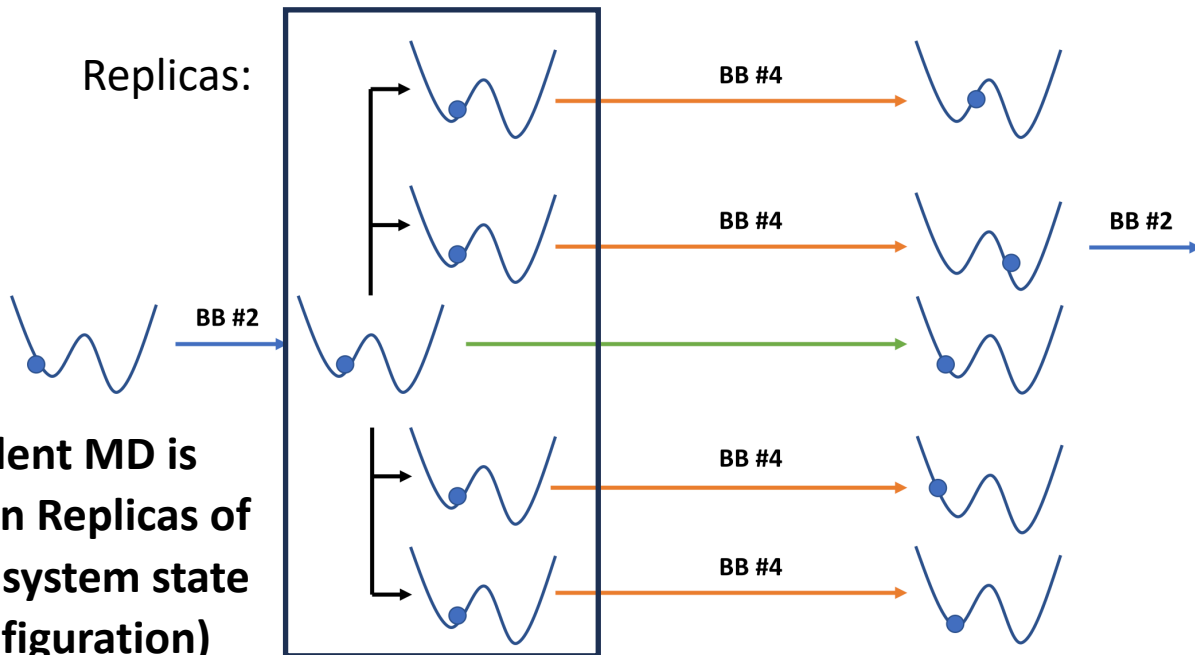 Replicas:
BB #4
BB #4
BB #2
BB #2
lent MD is
n Replicas of
system state
figuration)
BB #4
BB #4